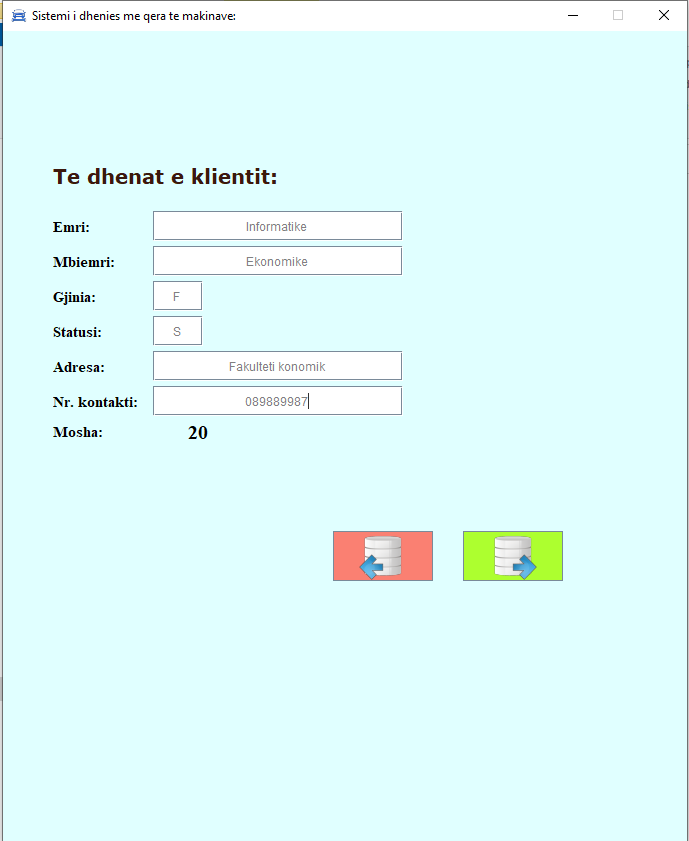 Sistemi i dhenies me qera te makinave:
Te dhenat e klientit:
Emri: Informatike
Mbiemri: Ekonomike
Gjinia: F
Statusi: S
Adresa: Fakulteti konomik
Nr. kontakti: 089889987
Mosha: 20